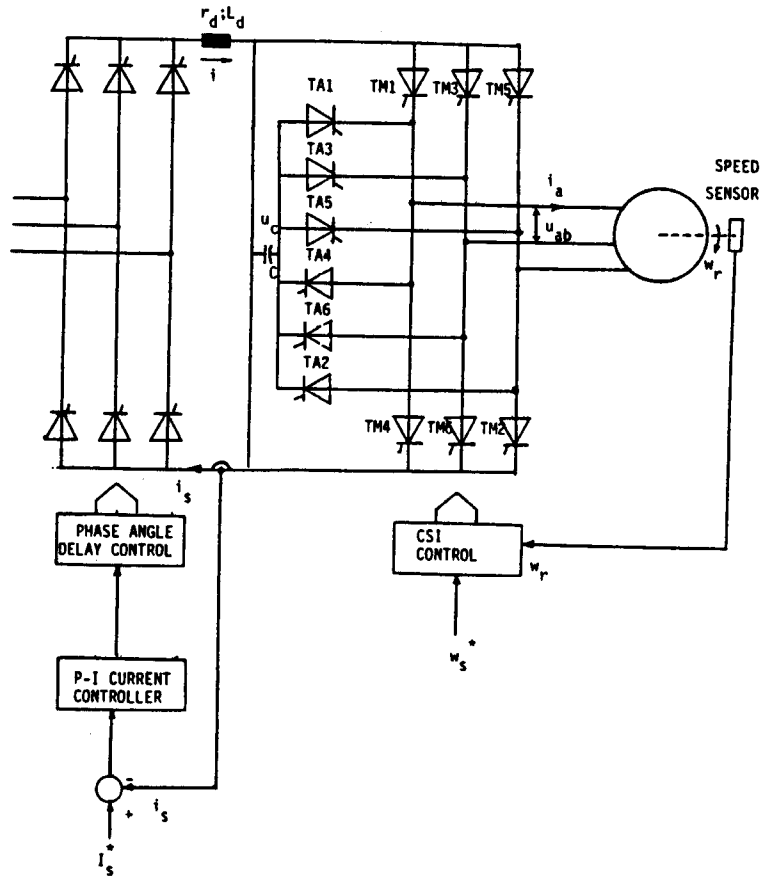 r_d;L_d
i
TA1
TM1
TM3
TM5
TA3
TA5
u_c
C
TA4
TA6
TA2
i_a
u_ab
SPEED
SENSOR
w_r
TM4
TM6
TM2
i_s
PHASE ANGLE
DELAY CONTROL
CSI
CONTROL
w_r
w_s*
P-I CURRENT
CONTROLLER
-
+
i_s
I_s*